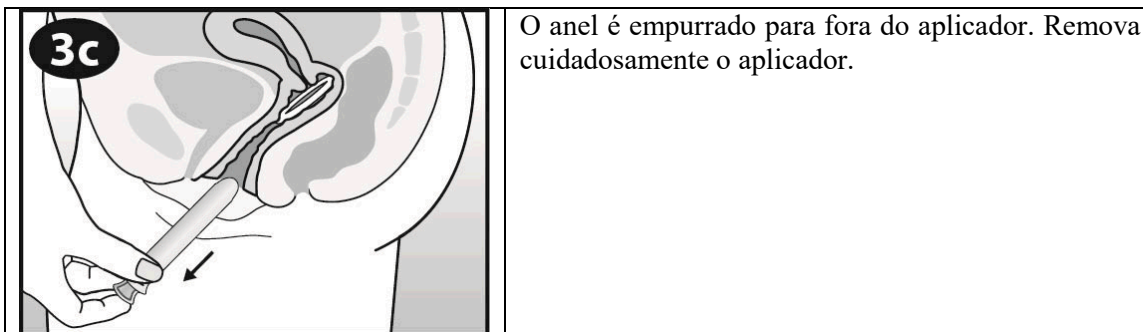 3c
O anel é empurrado para fora do aplicador. Remova
cuidadosamente o aplicador.